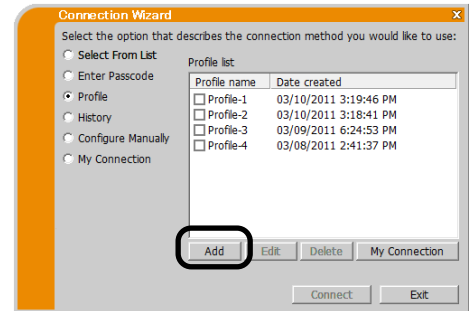 Connection Wizard x
Select the option that describes the connection method you would like to use:
Select From List
Enter Passcode
Profile
History
Configure Manually
My Connection
Profile list
Profile name Date created
Profile-1 03/10/2011 3:19:46 PM
Profile-2 03/10/2011 3:18:41 PM
Profile-3 03/09/2011 6:24:53 PM
Profile-4 03/08/2011 2:41:37 PM
Add Edit Delete My Connection
Connect Exit